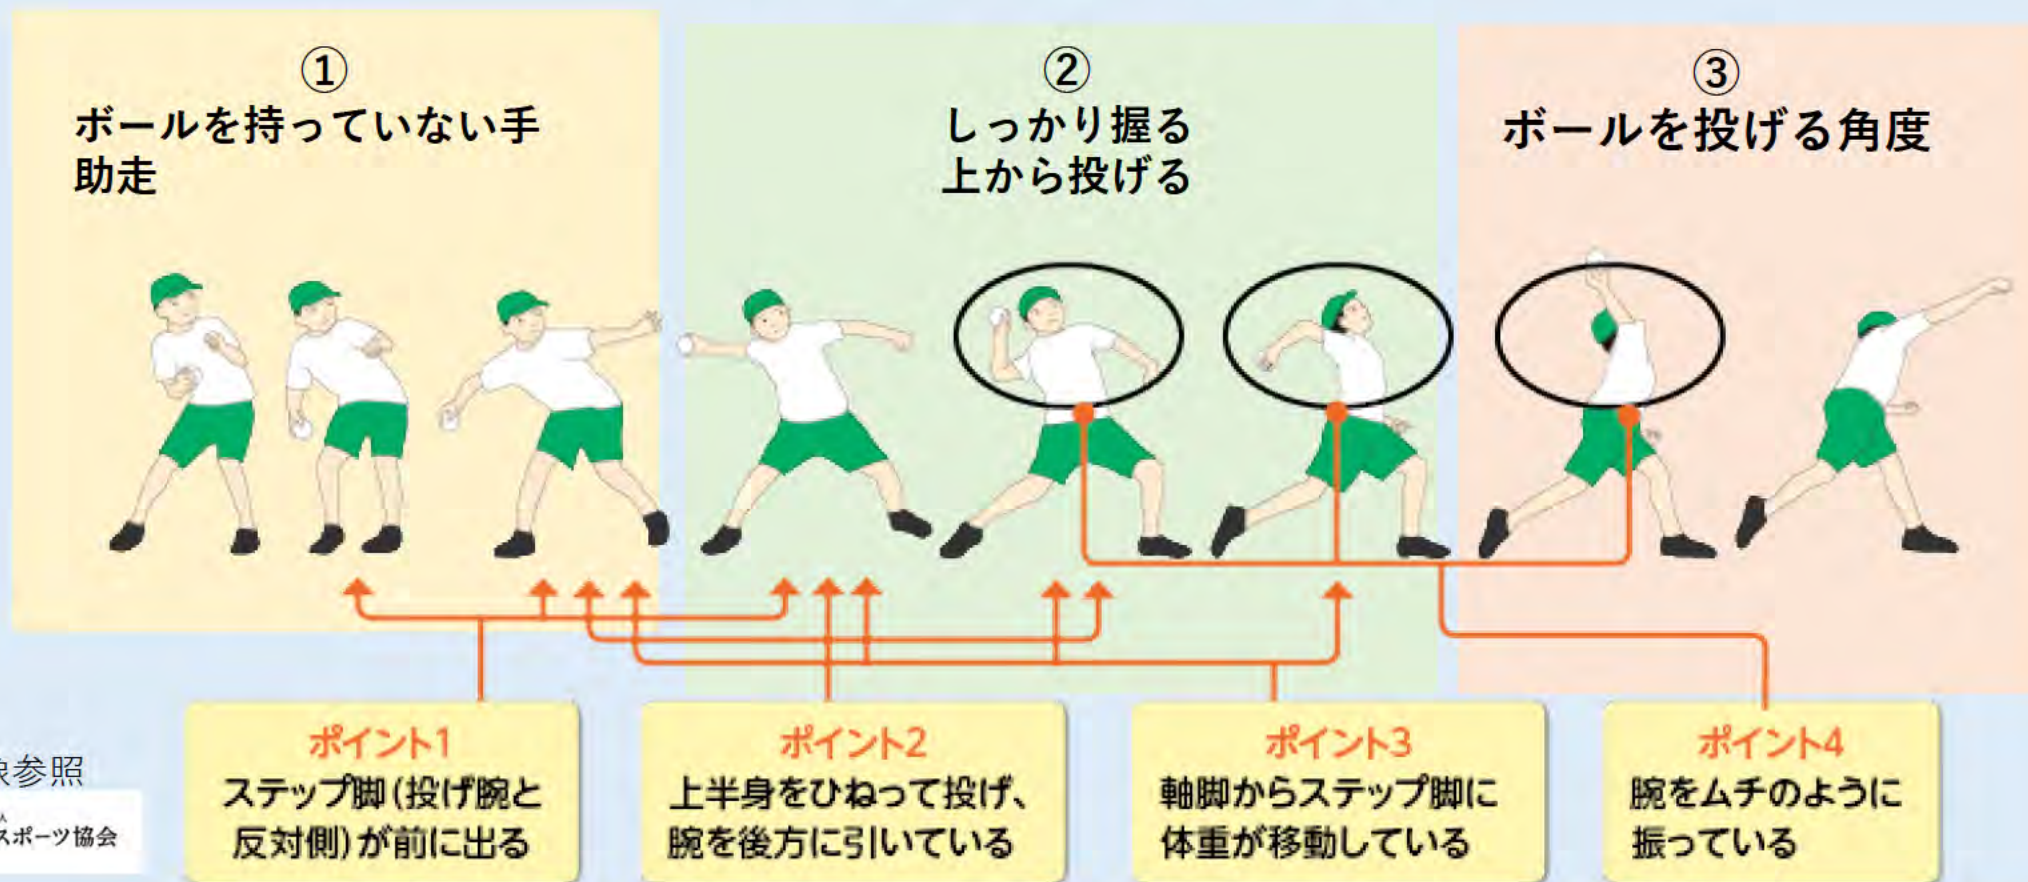 ①
ボールを持っていない手
助走
②
しっかり握る
上から投げる
③
ボールを投げる角度
ポイント1
ステップ脚(投げ腕と
反対側)が前に出る
ポイント2
上半身をひねって投げ、
腕を後方に引いている
ポイント3
軸脚からステップ脚に
体重が移動している
ポイント4
腕をムチのように
振っている
参照
スポーツ協会